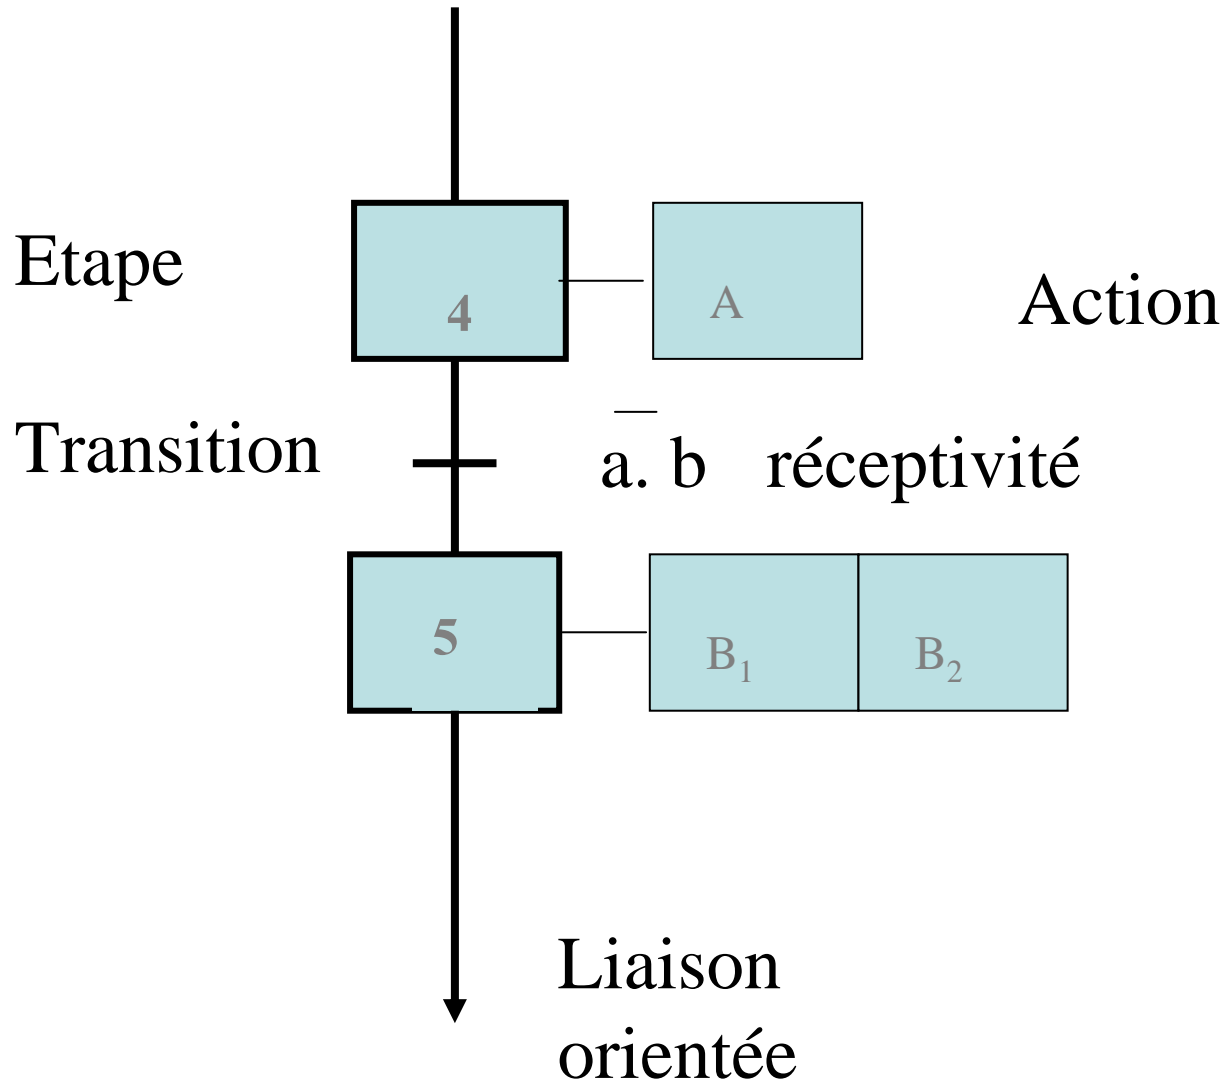 Etape
4
A
Action
Transition
a. b réceptivité
5
B₁
B₂
Liaison
orientée